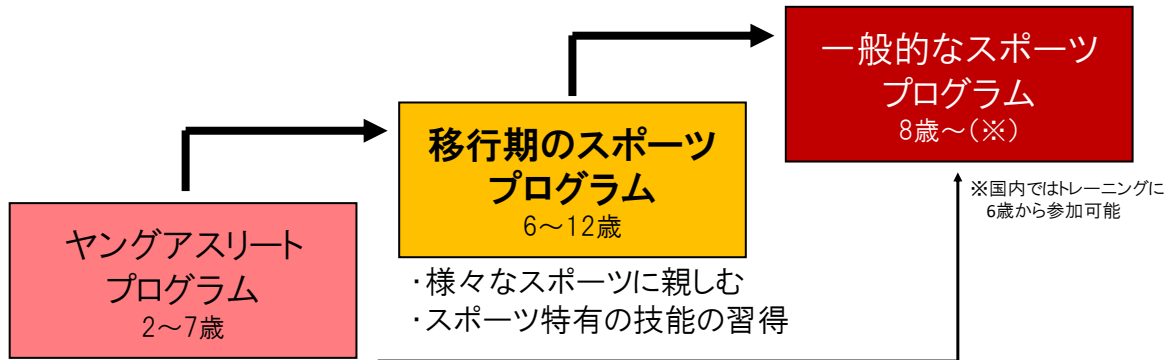 一般的なスポーツ
プログラム
8歳～(※)
移行期のスポーツ
プログラム
6～12歳
※国内ではトレーニングに
6歳から参加可能
ヤングアスリート
プログラム
2～7歳
・様々なスポーツに親しむ
・スポーツ特有の技能の習得